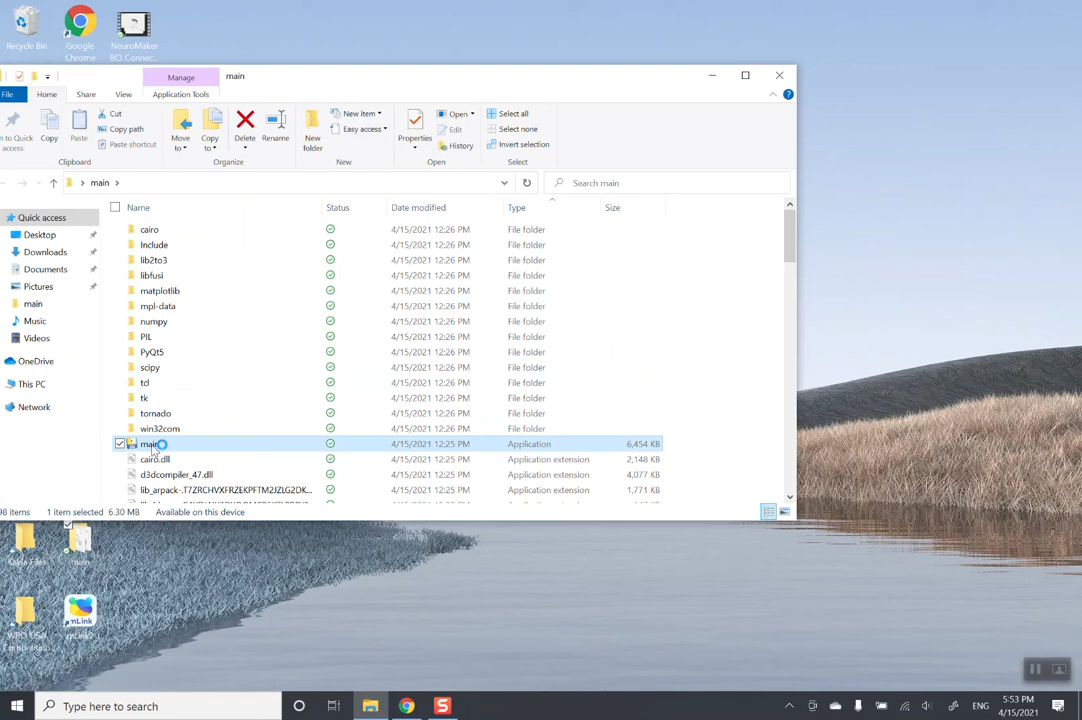 Recycle Bin
Google
Chrome
NeuroMaker
BCI Connec...
Manage
main
File
Home
Share
View
Application Tools
to Quick
access
Copy
Paste
Cut
Copy path
Paste shortcut
Clipboard
Move
to
Copy
to
Delete
Rename
Organize
New
folder
New item
Easy access
New
Properties
Open
Edit
History
Open
Select all
Select none
Invert selection
Select
main
Search main
Name
Status
Date modified
Type
Size
Quick access
Desktop
Downloads
Documents
Pictures
main
Music
Videos
OneDrive
This PC
Network
cairo 4/15/2021 12:26 PM File folder
Include 4/15/2021 12:26 PM File folder
lib2to3 4/15/2021 12:26 PM File folder
libfusi 4/15/2021 12:26 PM File folder
matplotlib 4/15/2021 12:26 PM File folder
mpl-data 4/15/2021 12:26 PM File folder
numpy 4/15/2021 12:26 PM File folder
PIL 4/15/2021 12:26 PM File folder
PyQt5 4/15/2021 12:26 PM File folder
scipy 4/15/2021 12:26 PM File folder
tcl 4/15/2021 12:26 PM File folder
tk 4/15/2021 12:26 PM File folder
tornado 4/15/2021 12:26 PM File folder
win32com 4/15/2021 12:26 PM File folder
main 4/15/2021 12:25 PM Application 6,454 KB
cairo.dll 4/15/2021 12:25 PM Application extension 2,148 KB
d3dcompiler_47.dll 4/15/2021 12:25 PM Application extension 4,077 KB
lib_arpack-.T7ZRCHVXFRZEKPFTM2JZLG2DK... 4/15/2021 12:25 PM Application extension 1,771 KB
98 items 1 item selected 6.30 MB Available on this device
Files
main
WRO USA
Competition
mLink
mLink2
Type here to search
S
ENG
5:53 PM
4/15/2021